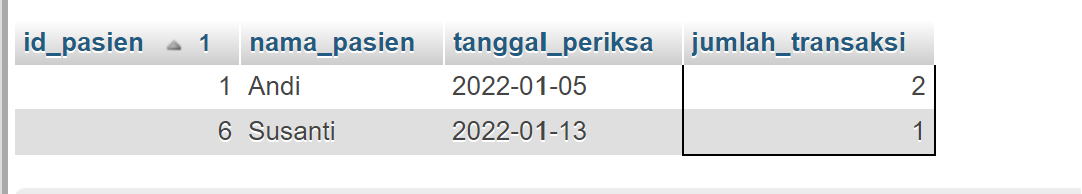 id_pasien 1 nama_pasien tanggal_periksa jumlah_transaksi
1 Andi 2022-01-05 2
6 Susanti 2022-01-13 1